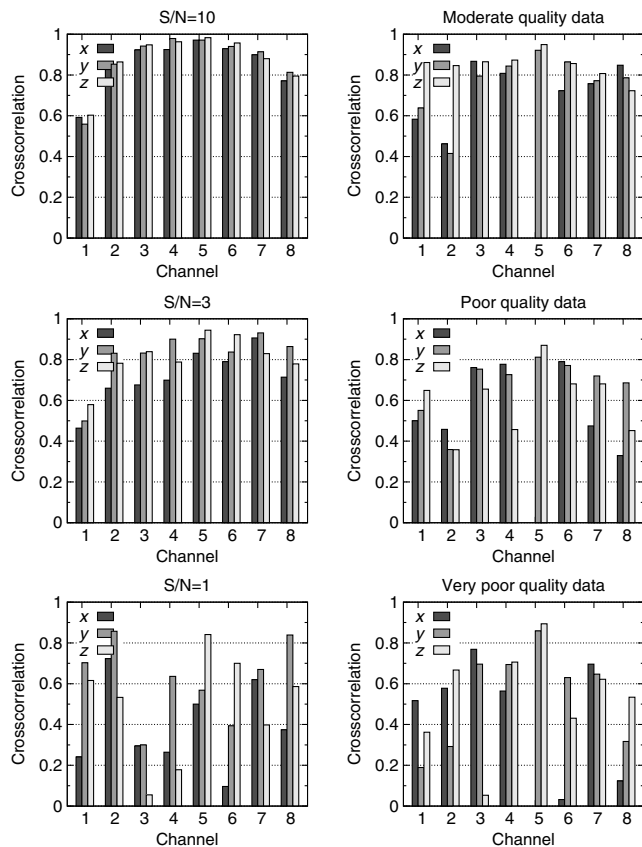 S/N=10
Crosscorrelation
1
0.8
0.6
0.4
0.2
0
x
y
z
1 2 3 4 5 6 7 8
Channel
Moderate quality data
Crosscorrelation
1
0.8
0.6
0.4
0.2
0
x
y
z
1 2 3 4 5 6 7 8
Channel
S/N=3
Crosscorrelation
1
0.8
0.6
0.4
0.2
0
x
y
z
1 2 3 4 5 6 7 8
Channel
Poor quality data
Crosscorrelation
1
0.8
0.6
0.4
0.2
0
x
y
z
1 2 3 4 5 6 7 8
Channel
S/N=1
Crosscorrelation
1
0.8
0.6
0.4
0.2
0
x
y
z
1 2 3 4 5 6 7 8
Channel
Very poor quality data
Crosscorrelation
1
0.8
0.6
0.4
0.2
0
x
y
z
1 2 3 4 5 6 7 8
Channel